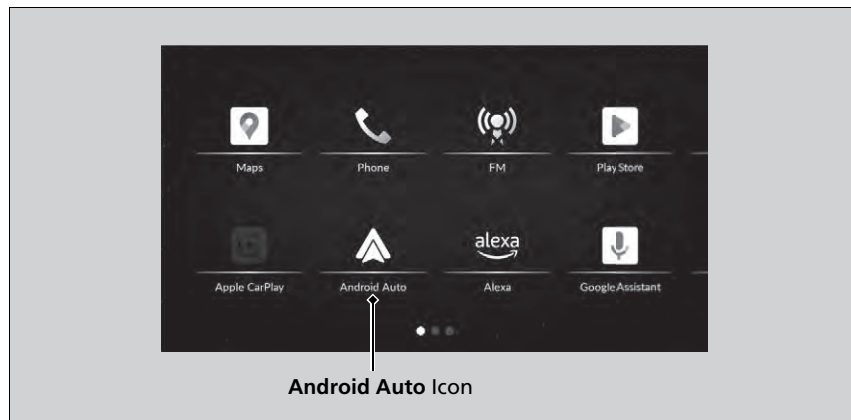 Maps Phone FM Play Store
alexa
Apple CarPlay Android Auto Alexa Google Assistant
Android Auto Icon